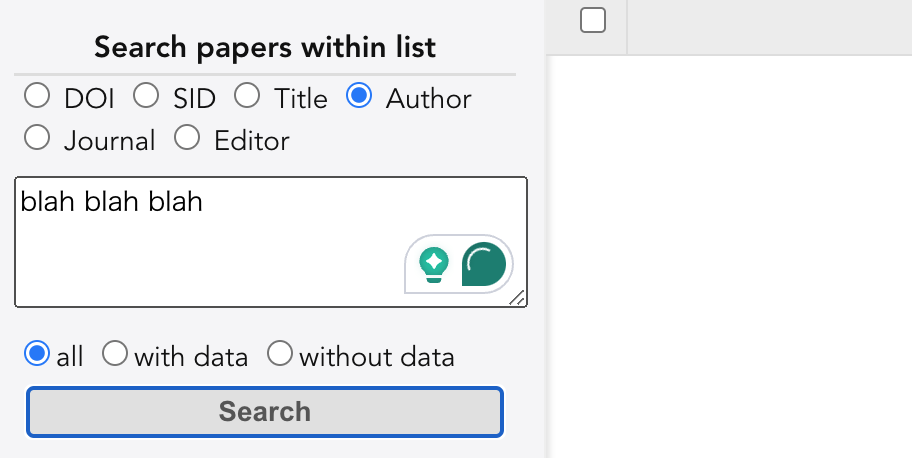 Search papers within list
DOI SID Title Author
Journal Editor
blah blah blah
all with data without data
Search